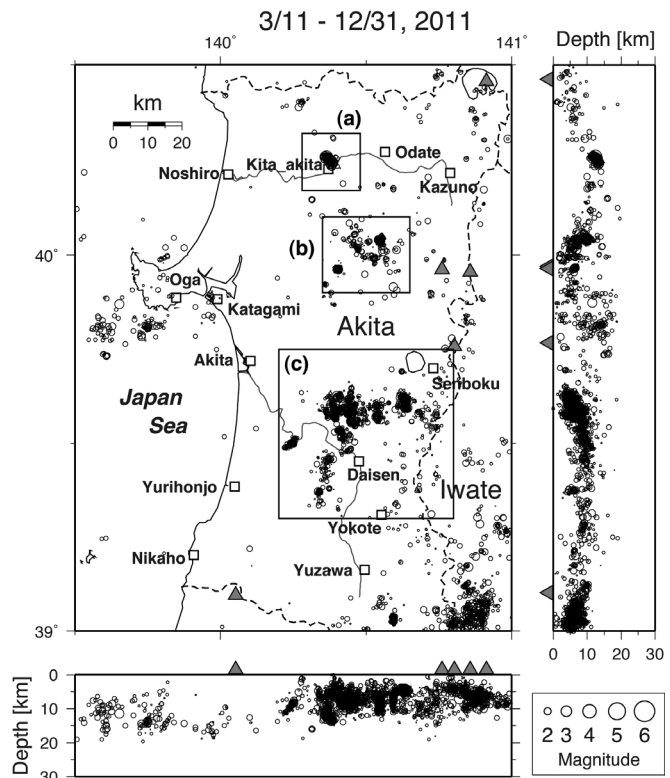 3/11 - 12/31, 2011
140°
141°
Depth [km]
km
0 10 20
(a)
Noshiro
Kita_akita
Odate
Kazuno
40°
(b)
Oga
Katagami
Akita
Akita
(c)
Senboku
Japan
Sea
Daisen
Yurihonjo
Iwate
Yokote
Nikaho
Yuzawa
39°
0 10 20 30
Depth [km]
0
10
20
30
2 3 4 5 6
Magnitude